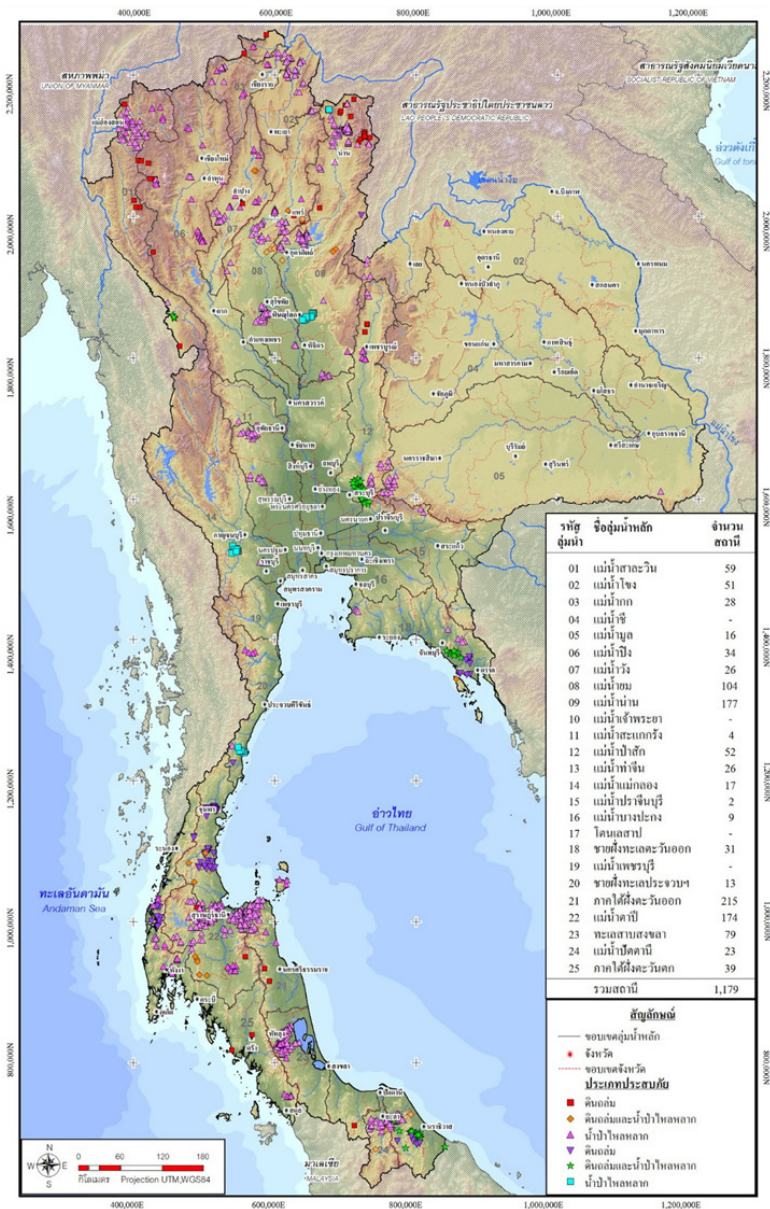 400,000E 600,000E 800,000E 1,000,000E 1,200,000E
สหภาพพม่า
UNION OF MYANMAR
สาธารณรัฐสังคมนิยมเวียดนาม
SOCIALIST REPUBLIC OF VIETNAM
สาธารณรัฐประชาธิปไตยประชาชนลาว
LAO PEOPLE'S DEMOCRATIC REPUBLIC
อ่าวตังเกี๋ย
Gulf of ton
2,200,000N
2,000,000N
1,800,000N
1,600,000N
1,400,000N
1,200,000N
1,000,000N
800,000N
เชียงราย
พะเยา
น่าน
แม่ฮ่องสอน
เชียงใหม่
ลำพูน
ลำปาง
แพร่
อุตรดิตถ์
หนองคาย
เลย
อุดรธานี
นครพนม
หนองบัวลำภู
สกลนคร
สุโขทัย
ตาก
พิษณุโลก
กำแพงเพชร
พิจิตร
เพชรบูรณ์
ขอนแก่น
กาฬสินธุ์
มุกดาหาร
มหาสารคาม
ร้อยเอ็ด
ยโสธร
อำนาจเจริญ
ชัยภูมิ
นครสวรรค์
อุทัยธานี
ชัยนาท
สิงห์บุรี
ลพบุรี
นครราชสีมา
บุรีรัมย์
สุรินทร์
ศรีสะเกษ
อุบลราชธานี
แม่น้ำโขง
อ่างทอง
สระบุรี
สุพรรณบุรี
พระนครศรีอยุธยา
นครนายก
ปราจีนบุรี
กาญจนบุรี
ปทุมธานี
นครปฐม
นนทบุรี
กรุงเทพมหานคร
ฉะเชิงเทรา
สระแก้ว
ราชบุรี
สมุทรปราการ
สมุทรสาคร
สมุทรสงคราม
ชลบุรี
เพชรบุรี
ระยอง
จันทบุรี
ตราด
ประจวบคีรีขันธ์
ชุมพร
ระนอง
อ่าวไทย
Gulf of Thailand
ทะเลอันดามัน
Andaman Sea
สุราษฎร์ธานี
นครศรีธรรมราช
พังงา
ภูเก็ต
กระบี่
ตรัง
พัทลุง
สงขลา
สตูล
ปัตตานี
ยะลา
นราธิวาส
มาเลเซีย
MALAYSIA
รหัสลุ่มน้ำ ชื่อลุ่มน้ำหลัก จำนวนสถานี
01 แม่น้ำสาละวิน 59
02 แม่น้ำโขง 51
03 แม่น้ำกก 28
04 แม่น้ำชี -
05 แม่น้ำมูล 16
06 แม่น้ำปิง 34
07 แม่น้ำวัง 26
08 แม่น้ำยม 104
09 แม่น้ำน่าน 177
10 แม่น้ำเจ้าพระยา -
11 แม่น้ำสะแกกรัง 4
12 แม่น้ำป่าสัก 52
13 แม่น้ำท่าจีน 26
14 แม่น้ำแม่กลอง 17
15 แม่น้ำปราจีนบุรี 2
16 แม่น้ำบางปะกง 9
17 โตนเลสาป -
18 ชายฝั่งทะเลตะวันออก 31
19 แม่น้ำเพชรบุรี -
20 ชายฝั่งทะเลประจวบฯ 13
21 ภาคใต้ฝั่งตะวันออก 215
22 แม่น้ำตาปี 174
23 ทะเลสาบสงขลา 79
24 แม่น้ำปัตตานี 23
25 ภาคใต้ฝั่งตะวันตก 39
รวมสถานี 1,179
สัญลักษณ์
ขอบเขตลุ่มน้ำหลัก
จังหวัด
ขอบเขตจังหวัด
ประเภทประสบภัย
ดินถล่ม
ดินถล่มและน้ำป่าไหลหลาก
น้ำป่าไหลหลาก
ดินถล่ม
ดินถล่มและน้ำป่าไหลหลาก
น้ำป่าไหลหลาก
N
W E
S
0 30 60 120 180
กิโลเมตร Projection UTM,WGS84
400,000E 600,000E 800,000E 1,000,000E 1,200,000E